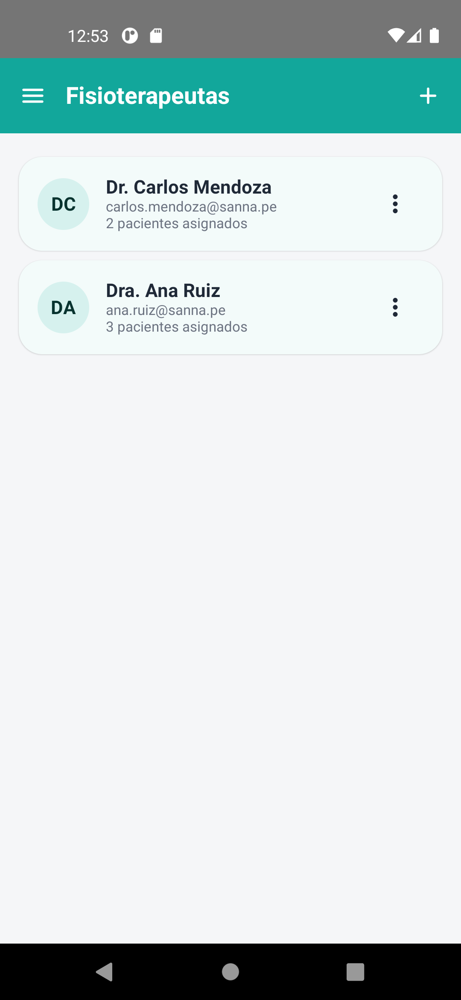 12:53
Fisioterapeutas
DC
Dr. Carlos Mendoza
carlos.mendoza@sanna.pe
2 pacientes asignados
DA
Dra. Ana Ruiz
ana.ruiz@sanna.pe
3 pacientes asignados